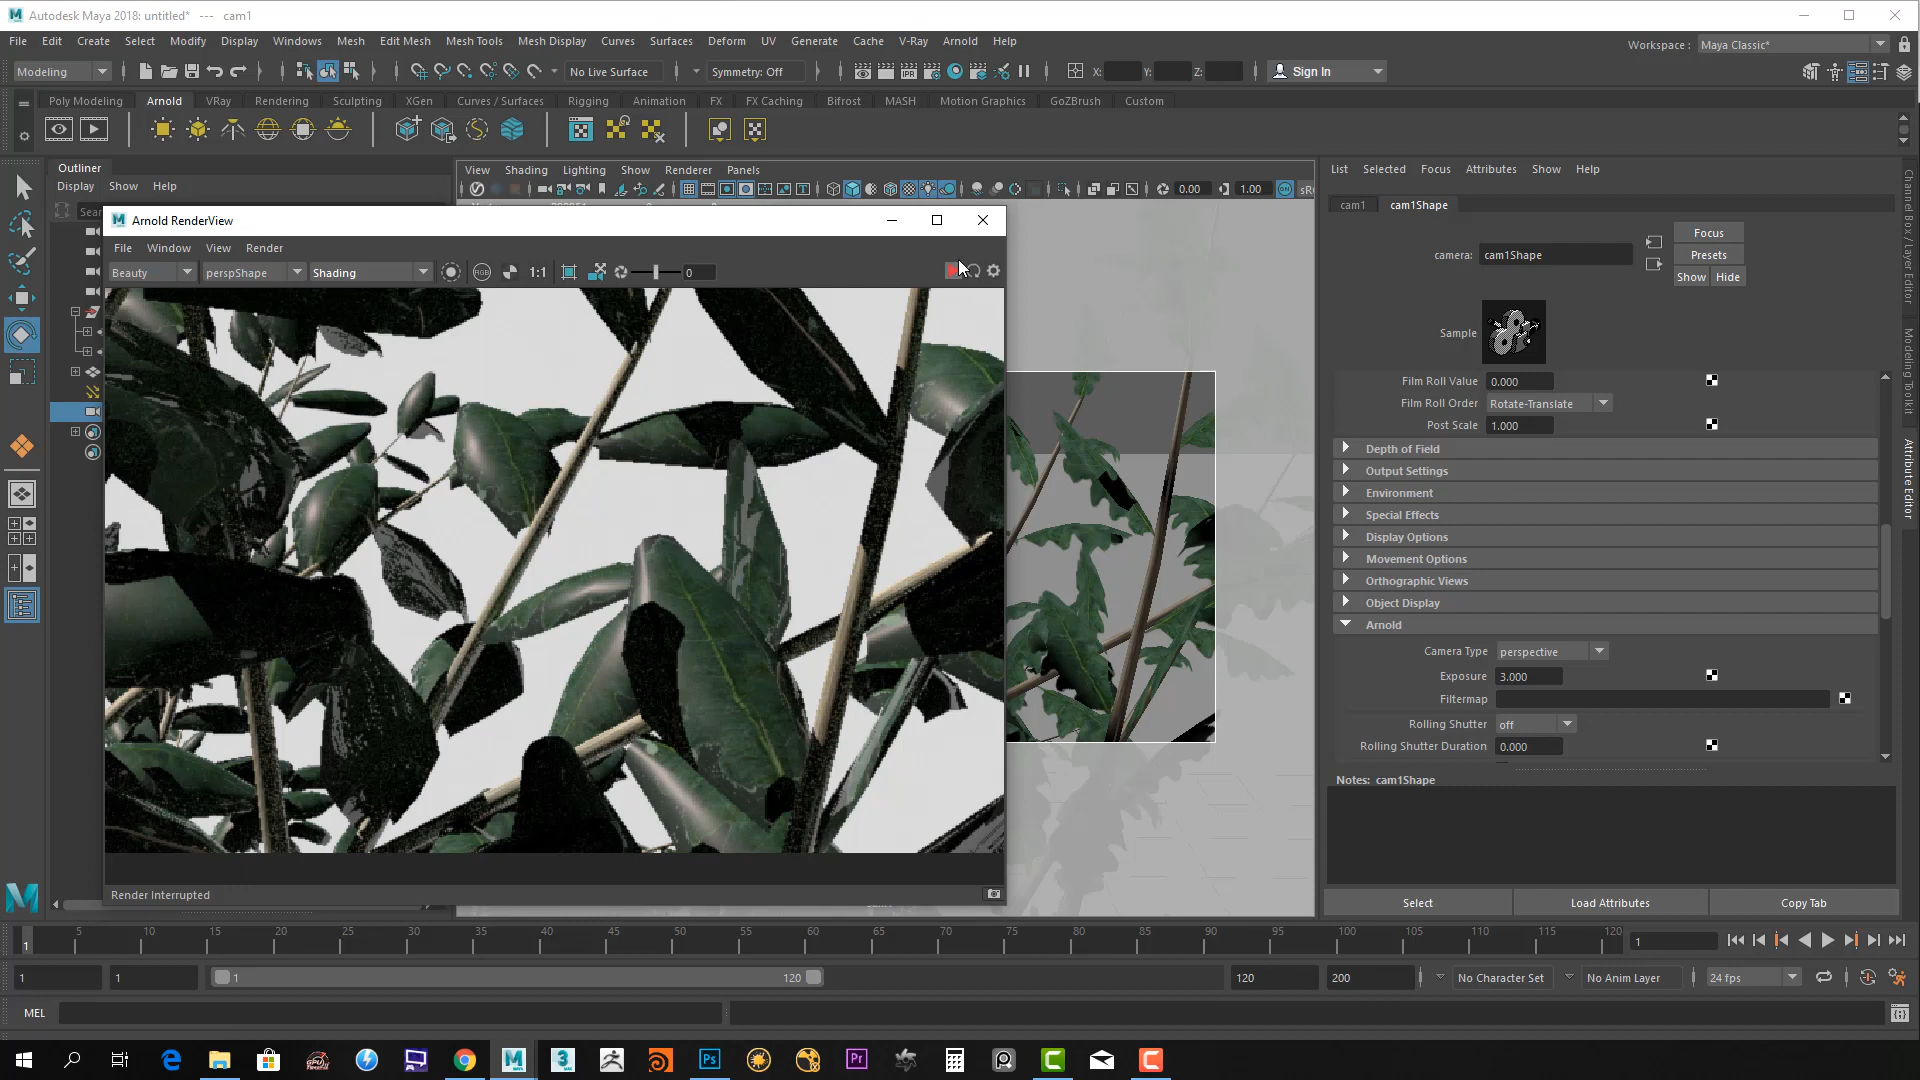 Autodesk Maya 2018: untitled*   ---   cam1
File Edit Create Select Modify Display Windows Mesh Edit Mesh Mesh Tools Mesh Display Curves Surfaces Deform UV Generate Cache V-Ray Arnold Help
Workspace : Maya Classic*
Modeling No Live Surface Symmetry: Off X: Y: Z: Sign In
Poly Modeling Arnold VRay Rendering Sculpting XGen Curves / Surfaces Rigging Animation FX FX Caching Bifrost MASH Motion Graphics GoZBrush Custom
Outliner
Display Show Help
View Shading Lighting Show Renderer Panels
0.00 1.00
List Selected Focus Attributes Show Help
cam1 cam1Shape
Arnold RenderView
File Window View Render
Beauty perspShape Shading RGB 1:1 0
Render Interrupted
camera: cam1Shape
Focus
Presets
Show Hide
Sample
Film Roll Value 0.000
Film Roll Order Rotate-Translate
Post Scale 1.000
Depth of Field
Output Settings
Environment
Special Effects
Display Options
Movement Options
Orthographic Views
Object Display
Arnold
Camera Type perspective
Exposure 3.000
Filtermap
Rolling Shutter off
Rolling Shutter Duration 0.000
Notes: cam1Shape
Select Load Attributes Copy Tab
Channel Box / Layer Editor
Modeling Toolkit
Attribute Editor
1 5 10 15 20 25 30 35 40 45 50 55 60 65 70 75 80 85 90 95 100 105 110 115 120 1
1 1 1 120 120 200 No Character Set No Anim Layer 24 fps
MEL